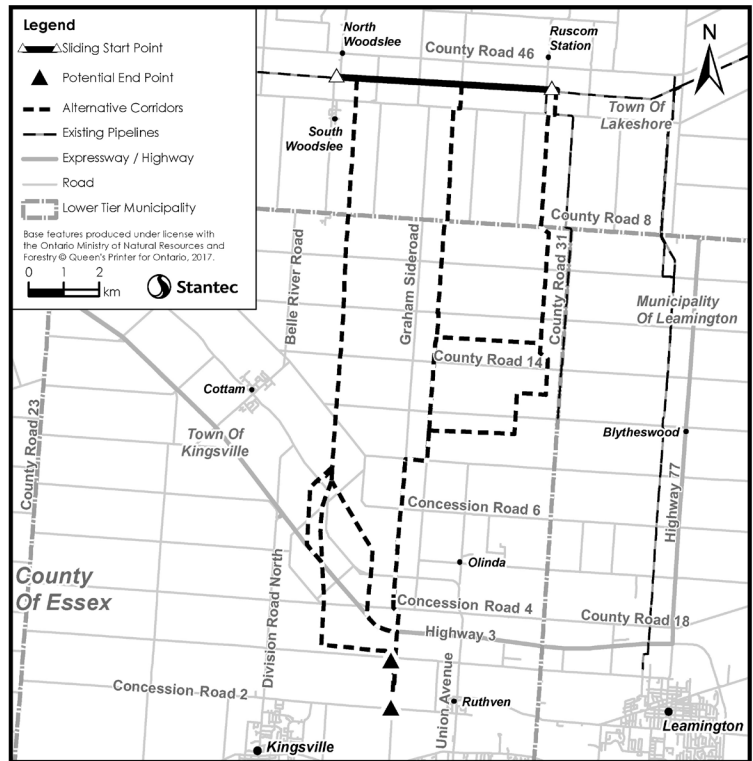 Legend
Sliding Start Point
Potential End Point
Alternative Corridors
Existing Pipelines
Expressway / Highway
Road
Lower Tier Municipality
Base features produced under license with
the Ontario Ministry of Natural Resources and
Forestry © Queen's Printer for Ontario, 2017.
0 1 2
km
Stantec
North
Woodslee
County Road 46
Ruscom
Station
N
Town Of
Lakeshore
South
Woodslee
County Road 8
Belle River Road
Graham Sideroad
County Road 31
Municipality
Of Leamington
County Road 14
Cottam
County Road 23
Town Of
Kingsville
Blytheswood
Highway 77
Concession Road 6
Olinda
County
Of Essex
Division Road North
Concession Road 4
County Road 18
Highway 3
Concession Road 2
Union Avenue
Ruthven
Leamington
Kingsville